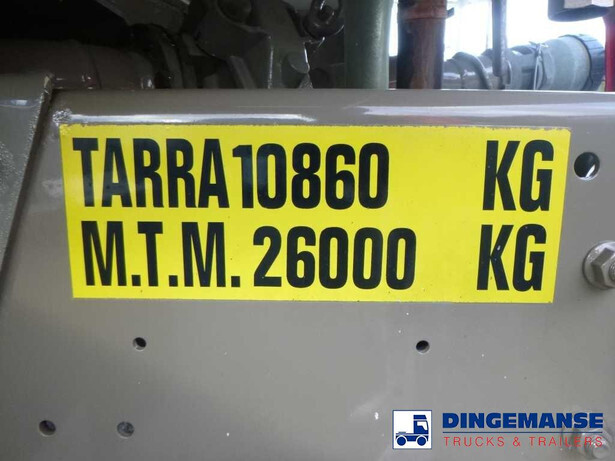 TARRA 10860 KG
M.T.M. 26000 KG
DINGEMANSE
TRUCKS & TRAILERS